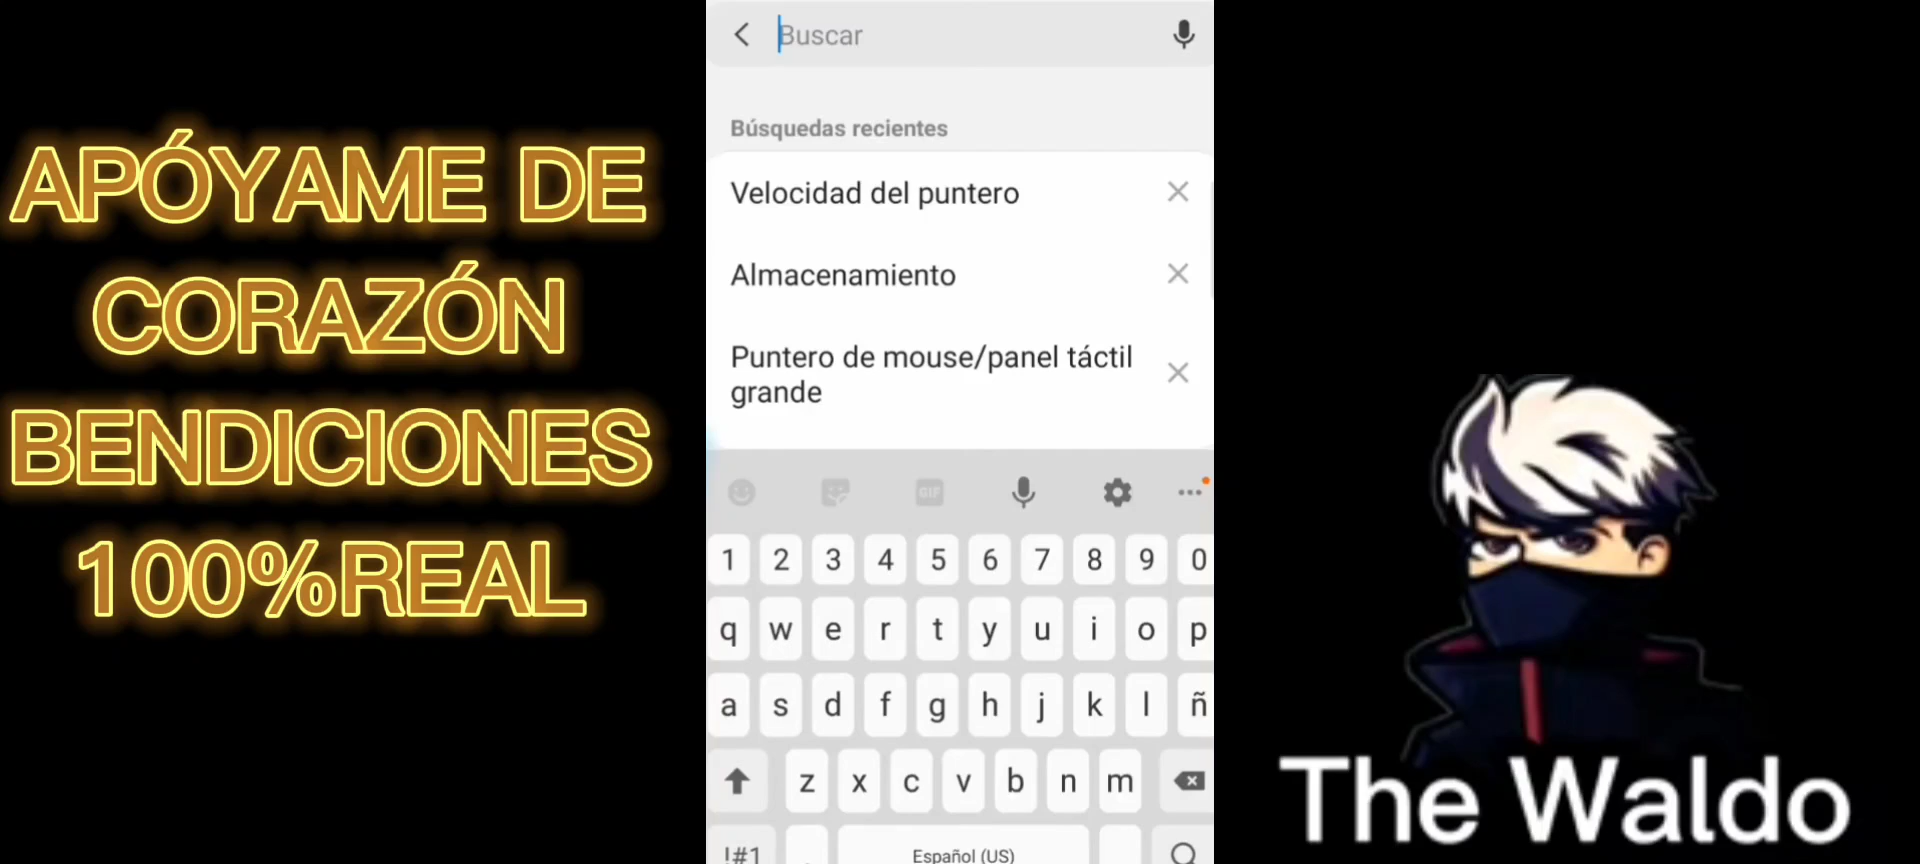 APÓYAME DE
CORAZÓN
BENDICIONES
100%REAL
Buscar
Búsquedas recientes
Velocidad del puntero
Almacenamiento
Puntero de mouse/panel táctil
grande
GIF
1 2 3 4 5 6 7 8 9 0
q w e r t y u i o p
a s d f g h j k l ñ
z x c v b n m
!#1 , Español (US)
The Waldo